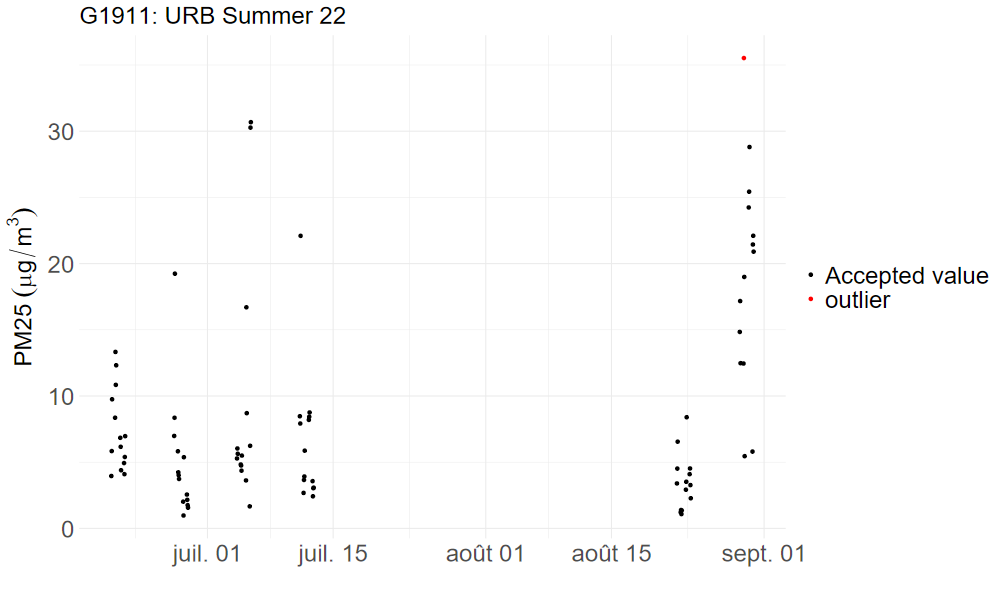 G1911: URB Summer 22
PM25 (μg/m³)
30
20
10
0
juil. 01
juil. 15
août 01
août 15
sept. 01
Accepted value
outlier